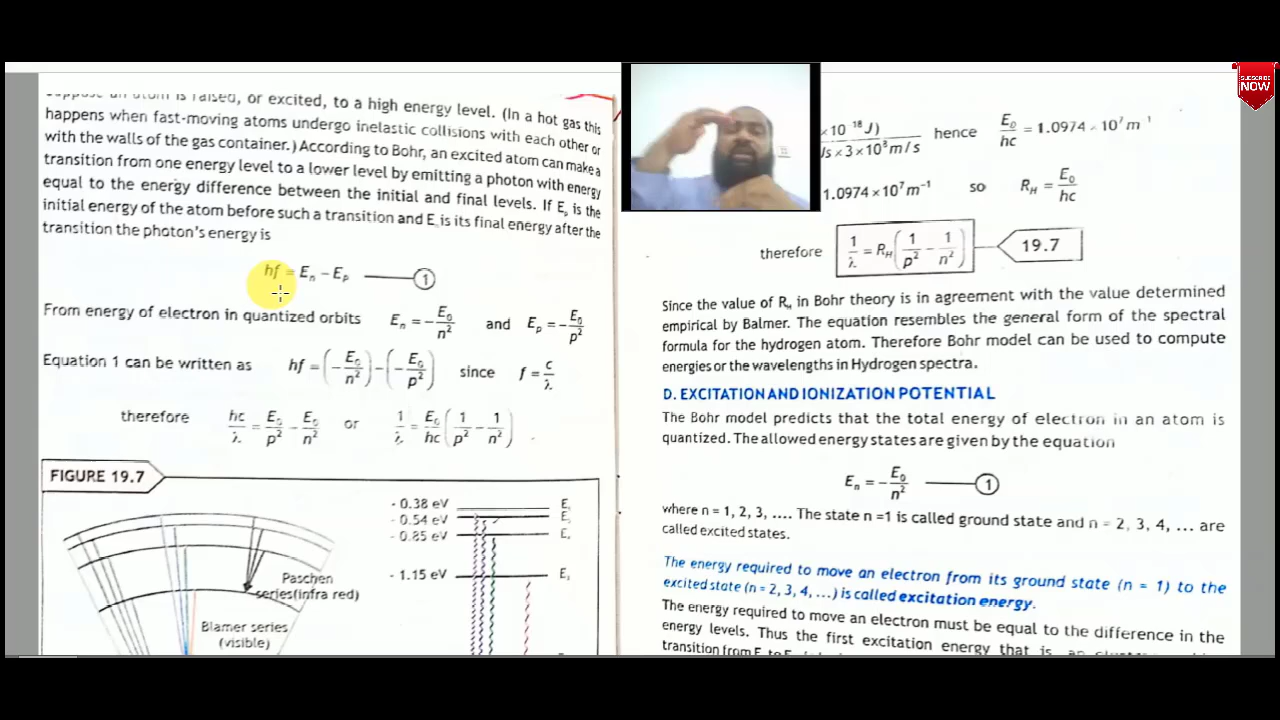 an atom is raised, or excited, to a high energy level. (In a hot gas this
happens when fast-moving atoms undergo inelastic collisions with each other or
with the walls of the gas container.) According to Bohr, an excited atom can make a
transition from one energy level to a lower level by emitting a photon with energy
equal to the energy difference between the initial and final levels. If Eₚ is the
initial energy of the atom before such a transition and E is its final energy after the
transition the photon's energy is
hf = Eₙ − Eₚ ——— 1
From energy of electron in quantized orbits Eₙ = −E₀/n² and Eₚ = −E₀/p²
Equation 1 can be written as hf = (−E₀/n²) − (−E₀/p²) since f = c/λ
therefore hc/λ = E₀/p² − E₀/n² or 1/λ = E₀/hc (1/p² − 1/n²)
FIGURE 19.7
- 0.38 eV
- 0.54 eV
- 0.85 eV
- 1.15 eV
Paschen
series(infra red)
Blamer series
(visible)
×10⁻¹⁸J) hence E₀/hc = 1.0974 × 10⁷m⁻¹
s × 3×10⁸m/s
1.0974×10⁷m⁻¹ so R_H = E₀/hc
therefore 1/λ = R_H (1/p² − 1/n²) 19.7
Since the value of R_H in Bohr theory is in agreement with the value determined
empirical by Balmer. The equation resembles the general form of the spectral
formula for the hydrogen atom. Therefore Bohr model can be used to compute
energies or the wavelengths in Hydrogen spectra.
D. EXCITATION AND IONIZATION POTENTIAL
The Bohr model predicts that the total energy of electron in an atom is
quantized. The allowed energy states are given by the equation
Eₙ = −E₀/n² ——— 1
where n = 1, 2, 3, .... The state n =1 is called ground state and n = 2, 3, 4, ... are
called excited states.
The energy required to move an electron from its ground state (n = 1) to the
excited state (n = 2, 3, 4, ...) is called excitation energy.
The energy required to move an electron must be equal to the difference in the
energy levels. Thus the first excitation energy that is an
transition from E to E
SUBSCRIBE
NOW